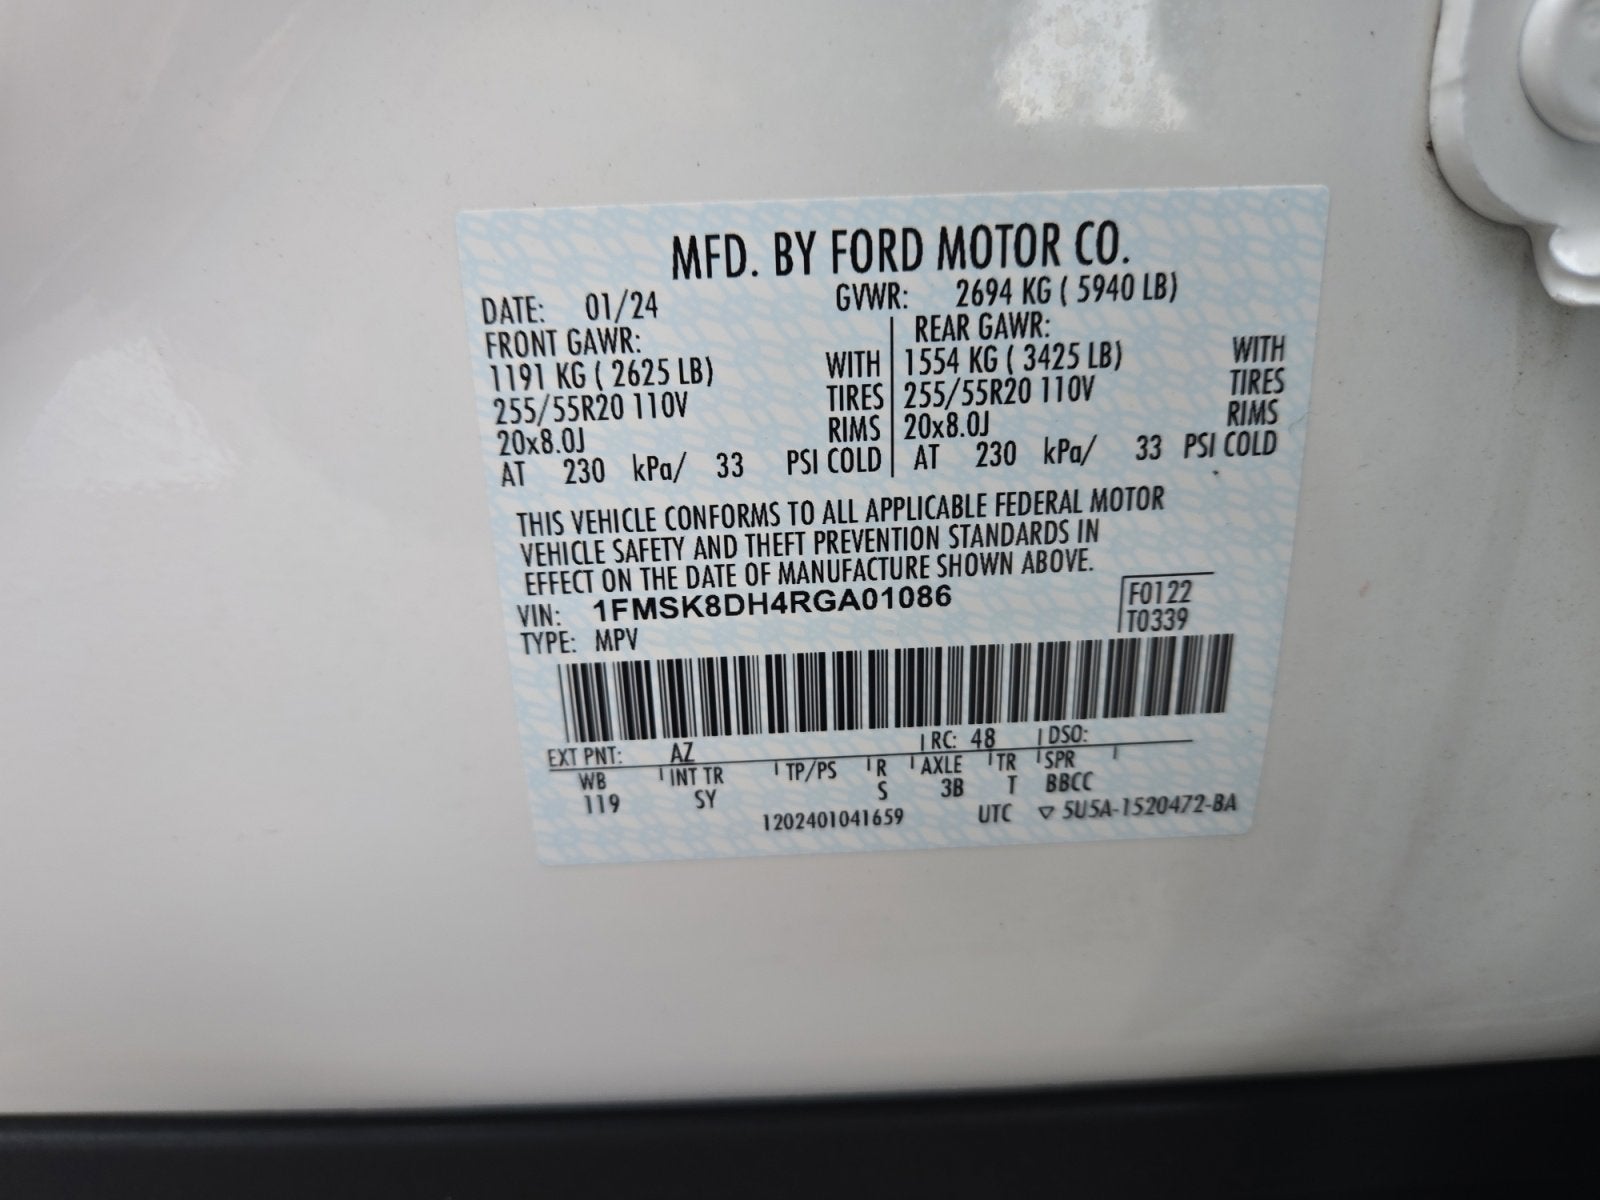 MFD. BY FORD MOTOR CO.
DATE: 01/24 GVWR: 2694 KG ( 5940 LB)
FRONT GAWR: REAR GAWR:
1191 KG ( 2625 LB) WITH 1554 KG ( 3425 LB) WITH
255/55R20 110V TIRES 255/55R20 110V TIRES
20x8.0J RIMS 20x8.0J RIMS
AT 230 kPa/ 33 PSI COLD AT 230 kPa/ 33 PSI COLD
THIS VEHICLE CONFORMS TO ALL APPLICABLE FEDERAL MOTOR
VEHICLE SAFETY AND THEFT PREVENTION STANDARDS IN
EFFECT ON THE DATE OF MANUFACTURE SHOWN ABOVE.
VIN: 1FMSK8DH4RGA01086 F0122
TYPE: MPV T0339
EXT PNT: AZ RC: 48 DSO:
WB INT TR TP/PS R AXLE TR SPR
119 SY S 3B T BBCC
1202401041659 UTC ▽ 5U5A-1520472-BA